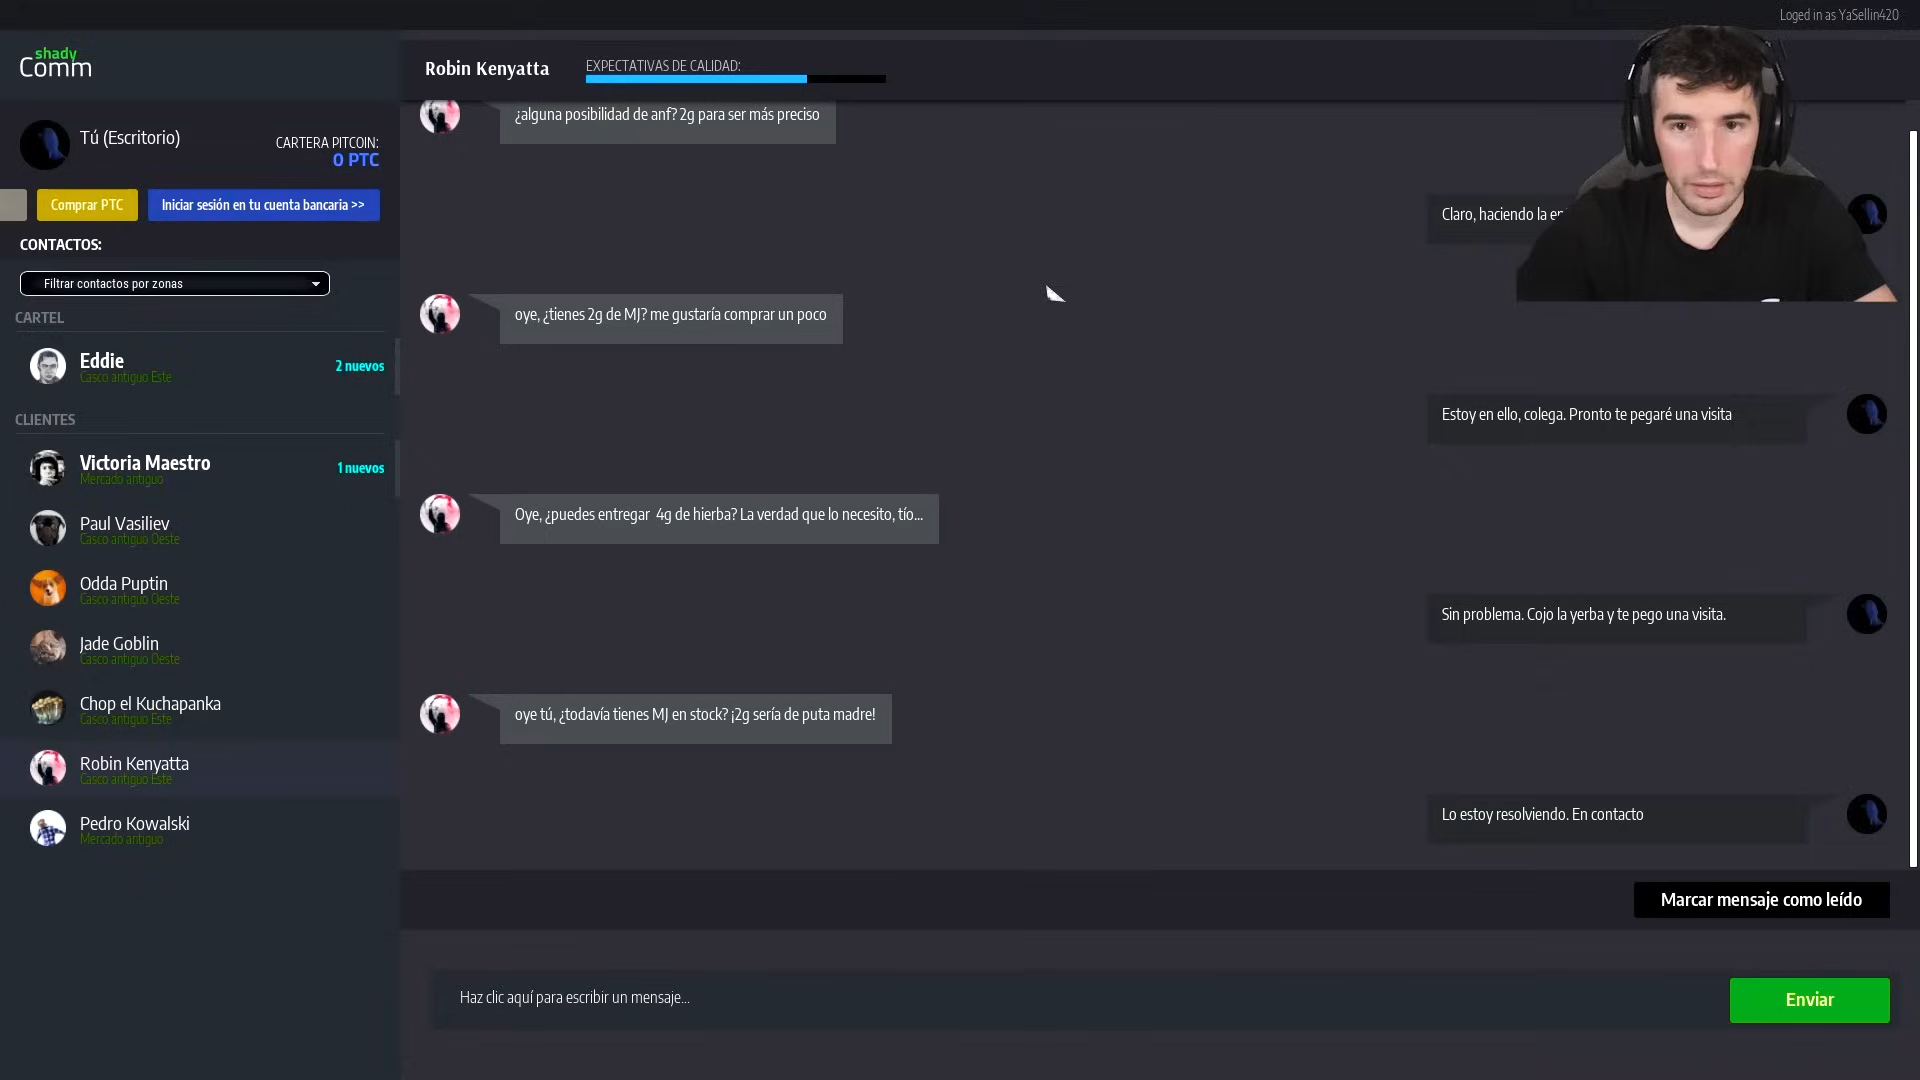 Loged in as YaSellin420
shady
Comm
Tú (Escritorio)
CARTERA PITCOIN:
0 PTC
Comprar PTC
Iniciar sesión en tu cuenta bancaria >>
CONTACTOS:
Filtrar contactos por zonas
CARTEL
Eddie
Casco antiguo Este
2 nuevos
CLIENTES
Victoria Maestro
Mercado antiguo
1 nuevos
Paul Vasiliev
Casco antiguo Oeste
Odda Puptin
Casco antiguo Oeste
Jade Goblin
Casco antiguo Oeste
Chop el Kuchapanka
Casco antiguo Este
Robin Kenyatta
Casco antiguo Este
Pedro Kowalski
Mercado antiguo
Robin Kenyatta
EXPECTATIVAS DE CALIDAD:
¿alguna posibilidad de anf? 2g para ser más preciso
Claro, haciendo la
oye, ¿tienes 2g de MJ? me gustaría comprar un poco
Estoy en ello, colega. Pronto te pegaré una visita
Oye, ¿puedes entregar 4g de hierba? La verdad que lo necesito, tío...
Sin problema. Cojo la yerba y te pego una visita.
oye tú, ¿todavía tienes MJ en stock? ¡2g sería de puta madre!
Lo estoy resolviendo. En contacto
Marcar mensaje como leído
Haz clic aquí para escribir un mensaje...
Enviar